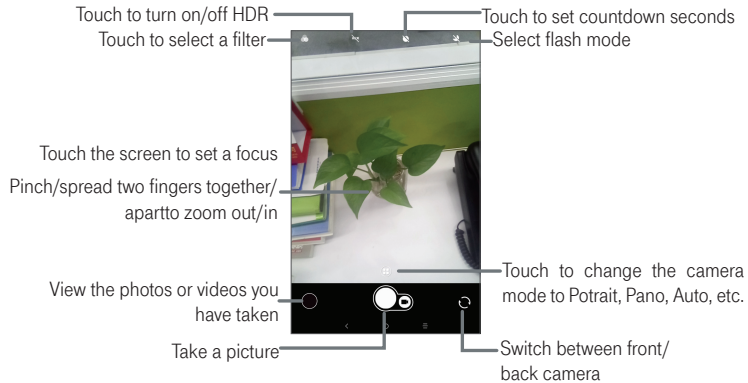 Touch to turn on/off HDR
Touch to select a filter
Touch to set countdown seconds
Select flash mode
Touch the screen to set a focus
Pinch/spread two fingers together/
apartto zoom out/in
View the photos or videos you
have taken
Take a picture
Touch to change the camera
mode to Potrait, Pano, Auto, etc.
Switch between front/
back camera